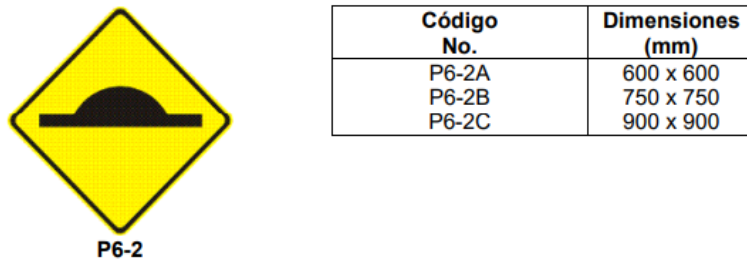 P6-2
Código No. Dimensiones (mm)
P6-2A 600 x 600
P6-2B 750 x 750
P6-2C 900 x 900